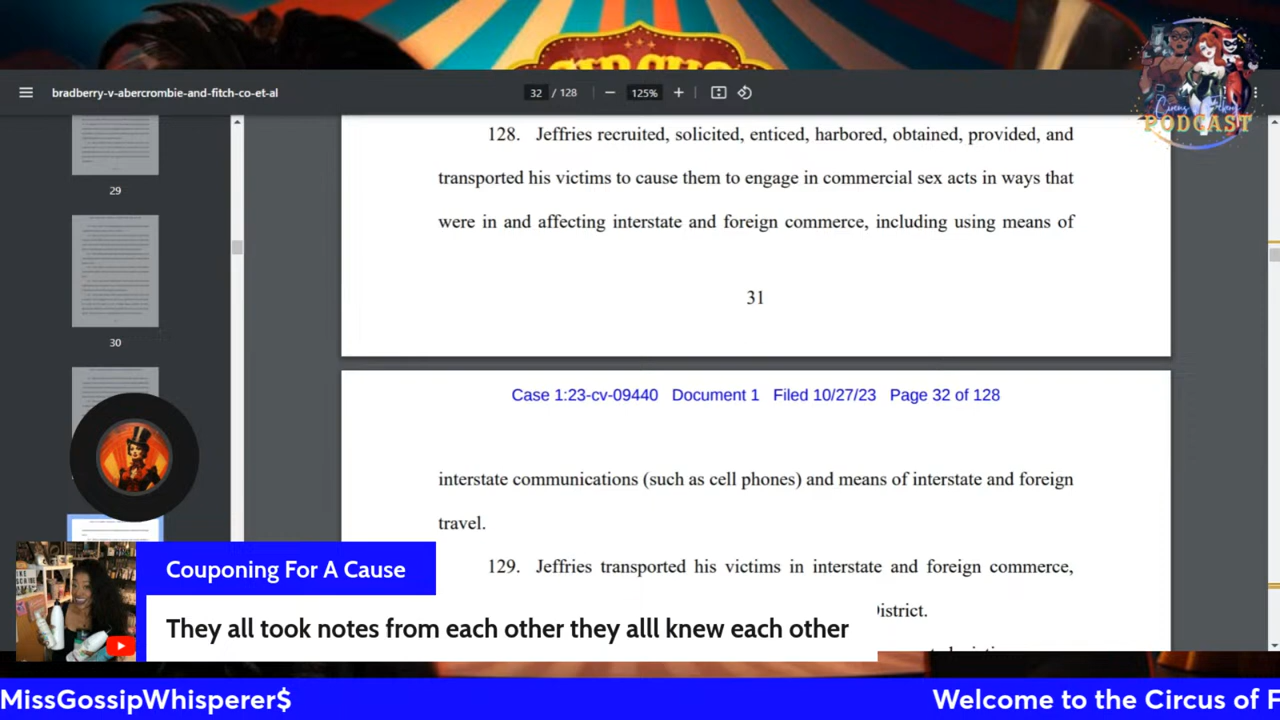 bradberry-v-abercrombie-and-fitch-co-et-al
32 / 128
125%
PODCAST
29
30
128. Jeffries recruited, solicited, enticed, harbored, obtained, provided, and
transported his victims to cause them to engage in commercial sex acts in ways that
were in and affecting interstate and foreign commerce, including using means of
31
Case 1:23-cv-09440 Document 1 Filed 10/27/23 Page 32 of 128
interstate communications (such as cell phones) and means of interstate and foreign
travel.
129. Jeffries transported his victims in interstate and foreign commerce,
District.
Couponing For A Cause
They all took notes from each other they alll knew each other
MissGossipWhisperer$
Welcome to the Circus of F